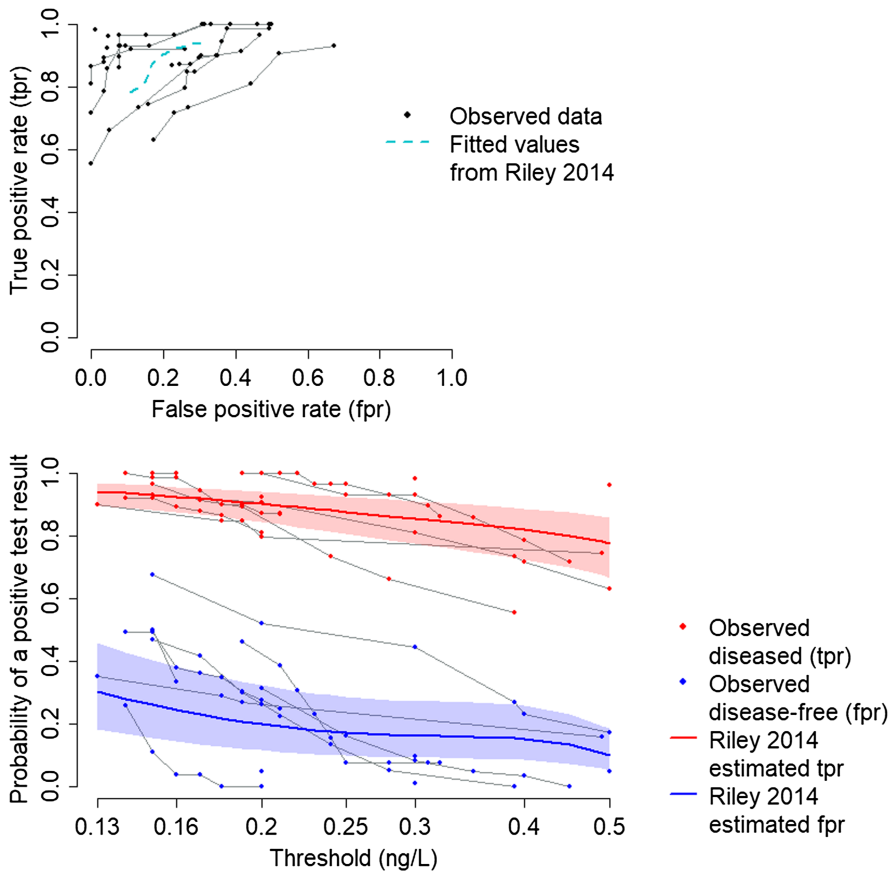 True positive rate (tpr)
1.0
0.8
0.6
0.4
0.2
0.0
0.0 0.2 0.4 0.6 0.8 1.0
False positive rate (fpr)
Observed data
Fitted values
from Riley 2014
Probability of a positive test result
1.0
0.8
0.6
0.4
0.2
0.0
0.13 0.16 0.2 0.25 0.3 0.4 0.5
Threshold (ng/L)
Observed
diseased (tpr)
Observed
disease-free (fpr)
Riley 2014
estimated tpr
Riley 2014
estimated fpr